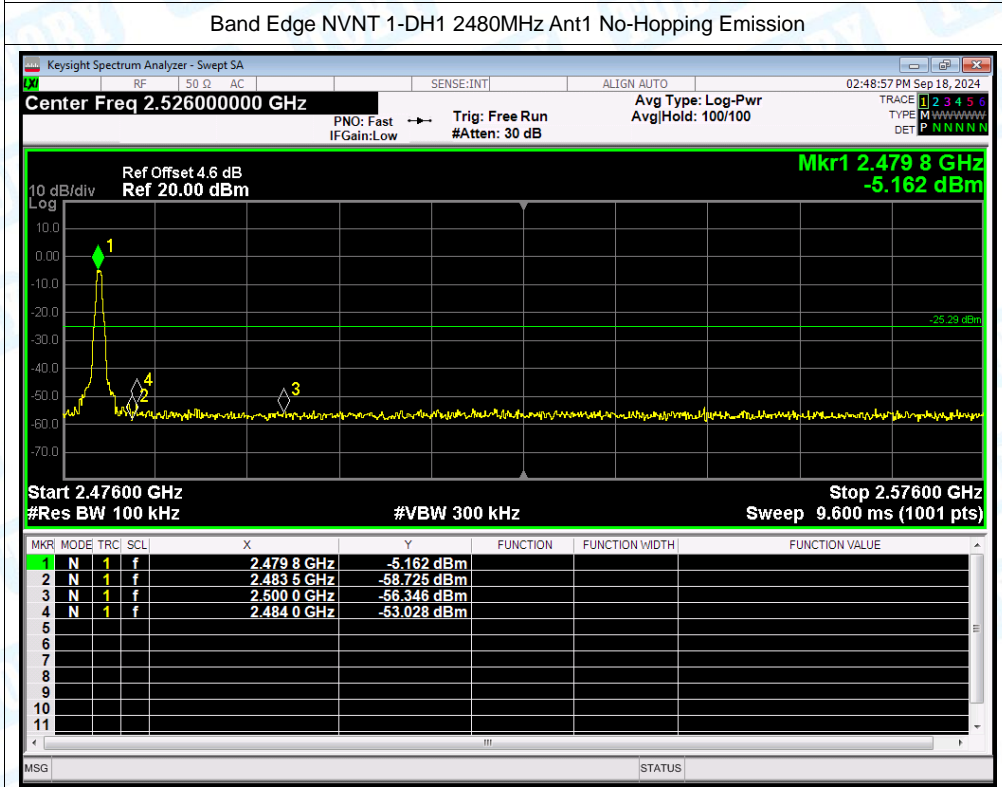 Band Edge NVNT 1-DH1 2480MHz Ant1 No-Hopping Emission
Keysight Spectrum Analyzer - Swept SA
LXI RF 50 Ω AC SENSE:INT ALIGN AUTO 02:48:57 PM Sep 18, 2024
Center Freq 2.526000000 GHz
PNO: Fast
IFGain:Low
Trig: Free Run
#Atten: 30 dB
Avg Type: Log-Pwr
Avg|Hold: 100/100
TRACE 1 2 3 4 5 6
TYPE M W W W W W
DET P N N N N N
Mkr1 2.479 8 GHz
-5.162 dBm
Ref Offset 4.6 dB
10 dB/div Ref 20.00 dBm
Log
10.0
0.00
-10.0
-20.0
-30.0
-40.0
-50.0
-60.0
-70.0
1
4
2
3
-25.29 dBm
Start 2.47600 GHz Stop 2.57600 GHz
#Res BW 100 kHz #VBW 300 kHz Sweep 9.600 ms (1001 pts)
MKR MODE TRC SCL X Y FUNCTION FUNCTION WIDTH FUNCTION VALUE
1 N 1 f 2.479 8 GHz -5.162 dBm
2 N 1 f 2.483 5 GHz -58.725 dBm
3 N 1 f 2.500 0 GHz -56.346 dBm
4 N 1 f 2.484 0 GHz -53.028 dBm
5
6
7
8
9
10
11
MSG STATUS